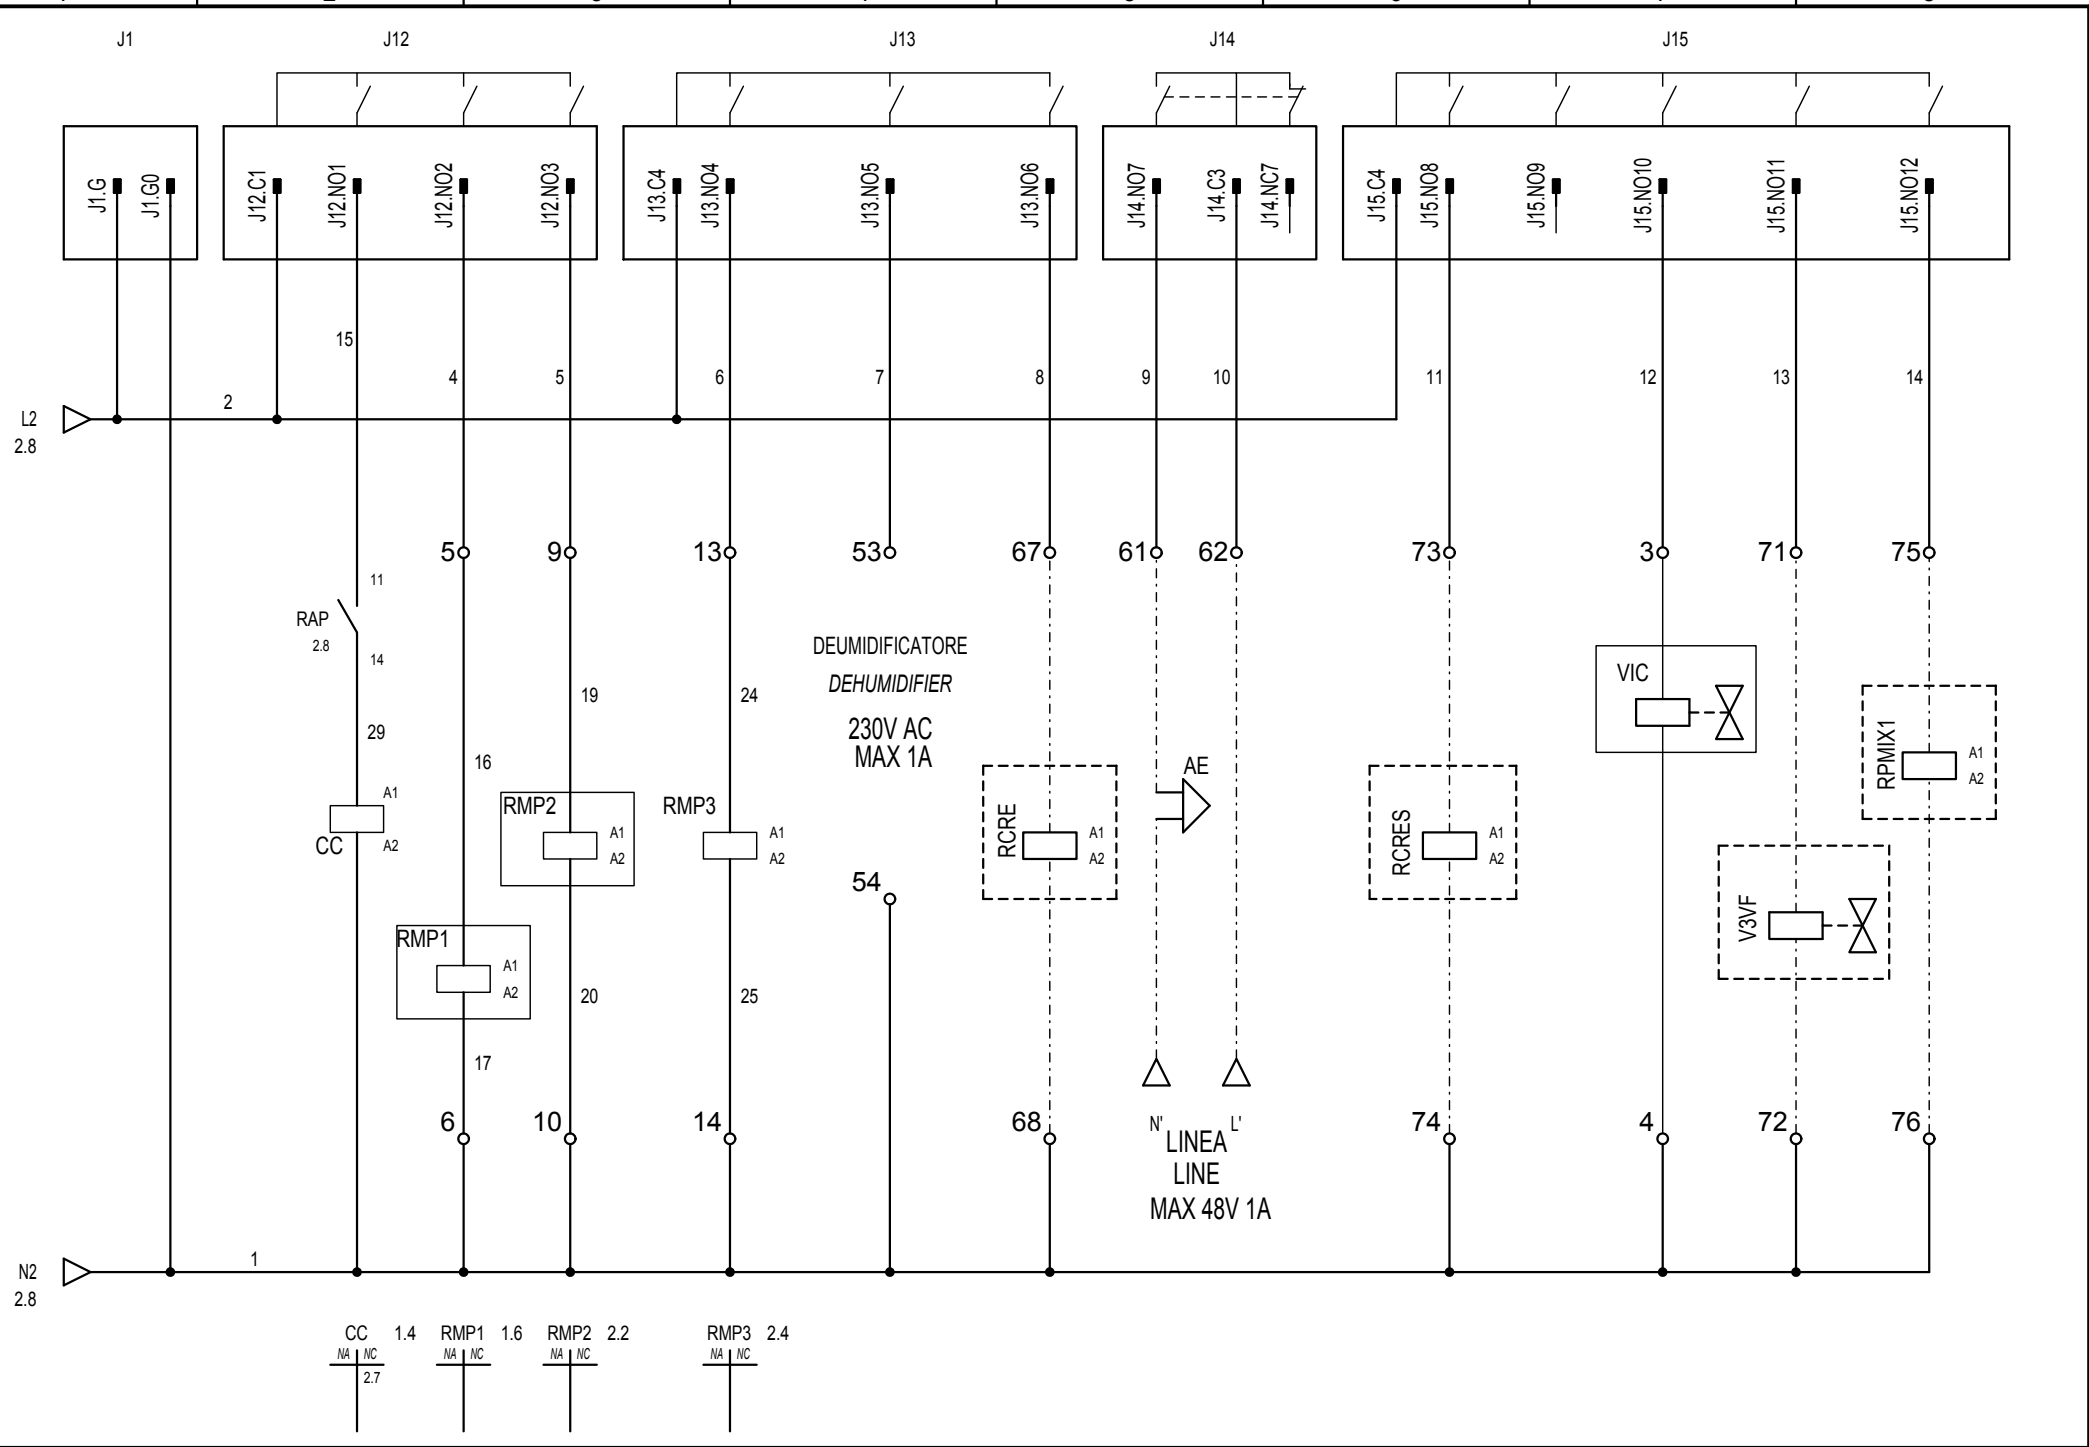 J1
J12
J13
J14
J15
J1.G
J1.G0
J12.C1
J12.NO1
J12.NO2
J12.NO3
J13.C4
J13.NO4
J13.NO5
J13.NO6
J14.NO7
J14.C3
J14.NC7
J15.C4
J15.NO8
J15.NO9
J15.NO10
J15.NO11
J15.NO12
15
4
5
6
7
8
9
10
11
12
13
14
L2
2.8
2
5
9
13
53
67
61
62
73
3
71
75
11
RAP
2.8
14
29
A1
CC
A2
16
RMP1
A1
A2
17
19
RMP2
A1
A2
20
24
RMP3
A1
A2
25
DEUMIDIFICATORE
DEHUMIDIFIER
230V AC
MAX 1A
54
RCRE
A1
A2
AE
RCRES
A1
A2
VIC
V3VF
RPMIX1
A1
A2
6
10
14
68
N' L'
LINEA
LINE
MAX 48V 1A
74
4
72
76
N2
2.8
1
CC 1.4
NA NC
2.7
RMP1 1.6
NA NC
RMP2 2.2
NA NC
RMP3 2.4
NA NC